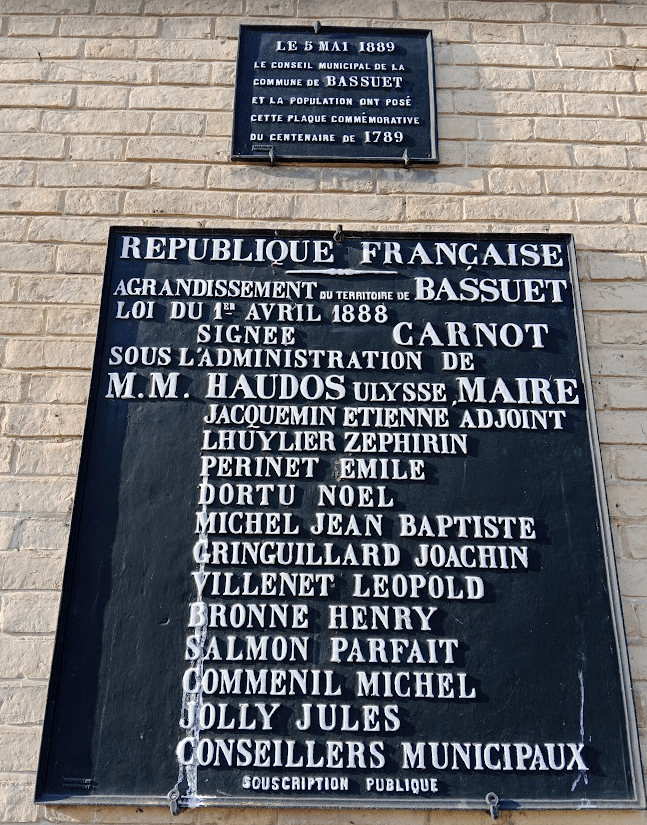 LE 5 MAI 1889
LE CONSEIL MUNICIPAL DE LA
COMMUNE DE BASSUET
ET LA POPULATION ONT POSÉ
CETTE PLAQUE COMMÉMORATIVE
DU CENTENAIRE DE 1789
REPUBLIQUE FRANÇAISE
AGRANDISSEMENT DU TERRITOIRE DE BASSUET
LOI DU 1ER AVRIL 1888
SIGNEE CARNOT
SOUS L'ADMINISTRATION DE
M.M. HAUDOS ULYSSE, MAIRE
JACQUEMIN ETIENNE ADJOINT
LHUYLIER ZEPHIRIN
PERINET EMILE
DORTU NOEL
MICHEL JEAN BAPTISTE
GRINGUILLARD JOACHIN
VILLENET LEOPOLD
BRONNE HENRY
SALMON PARFAIT
COMMENIL MICHEL
JOLLY JULES
CONSEILLERS MUNICIPAUX
SOUSCRIPTION PUBLIQUE